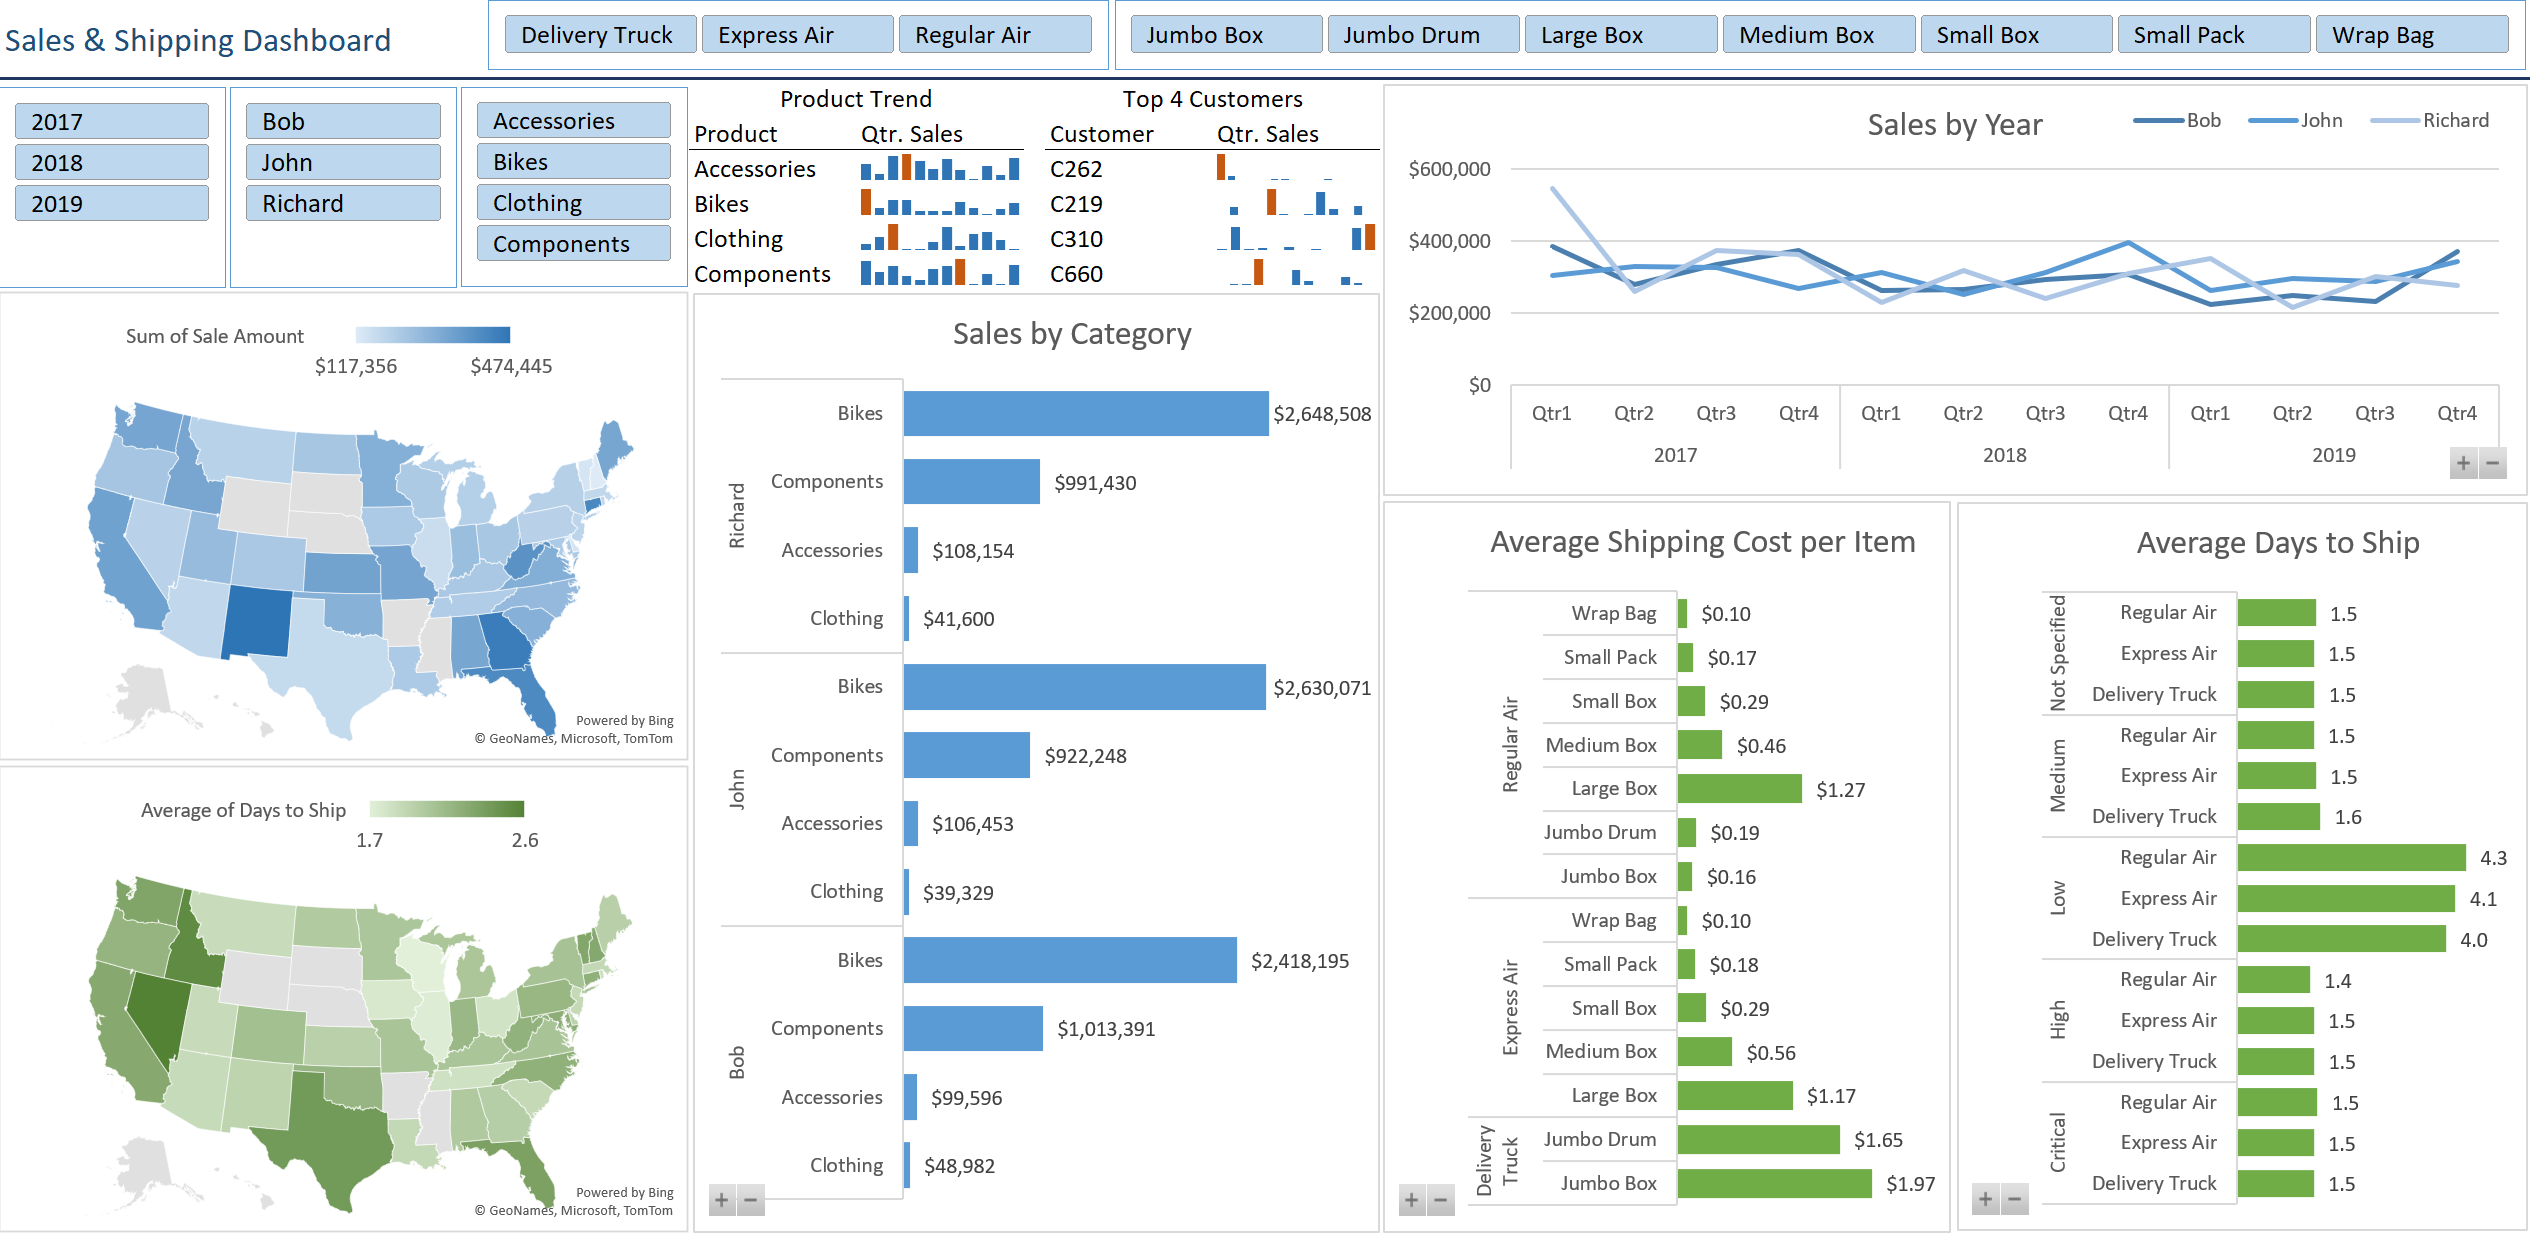 Sales & Shipping Dashboard
Delivery Truck Express Air Regular Air
Jumbo Box Jumbo Drum Large Box Medium Box Small Box Small Pack Wrap Bag
2017
2018
2019
Bob
John
Richard
Accessories
Bikes
Clothing
Components
Product Trend
Product Qtr. Sales
Accessories
Bikes
Clothing
Components
Top 4 Customers
Customer Qtr. Sales
C262
C219
C310
C660
Sales by Year
Bob John Richard
$600,000
$400,000
$200,000
$0
Qtr1 Qtr2 Qtr3 Qtr4 Qtr1 Qtr2 Qtr3 Qtr4 Qtr1 Qtr2 Qtr3 Qtr4
2017 2018 2019
+ −
Sum of Sale Amount
$117,356 $474,445
Powered by Bing
© GeoNames, Microsoft, TomTom
Average of Days to Ship
1.7 2.6
Powered by Bing
© GeoNames, Microsoft, TomTom
Sales by Category
Richard
Bikes $2,648,508
Components $991,430
Accessories $108,154
Clothing $41,600
John
Bikes $2,630,071
Components $922,248
Accessories $106,453
Clothing $39,329
Bob
Bikes $2,418,195
Components $1,013,391
Accessories $99,596
Clothing $48,982
+ −
Average Shipping Cost per Item
Regular Air
Wrap Bag $0.10
Small Pack $0.17
Small Box $0.29
Medium Box $0.46
Large Box $1.27
Jumbo Drum $0.19
Jumbo Box $0.16
Express Air
Wrap Bag $0.10
Small Pack $0.18
Small Box $0.29
Medium Box $0.56
Large Box $1.17
Delivery
Truck
Jumbo Drum $1.65
Jumbo Box $1.97
+ −
Average Days to Ship
Not Specified
Regular Air 1.5
Express Air 1.5
Delivery Truck 1.5
Medium
Regular Air 1.5
Express Air 1.5
Delivery Truck 1.6
Low
Regular Air 4.3
Express Air 4.1
Delivery Truck 4.0
High
Regular Air 1.4
Express Air 1.5
Delivery Truck 1.5
Critical
Regular Air 1.5
Express Air 1.5
Delivery Truck 1.5
+ −